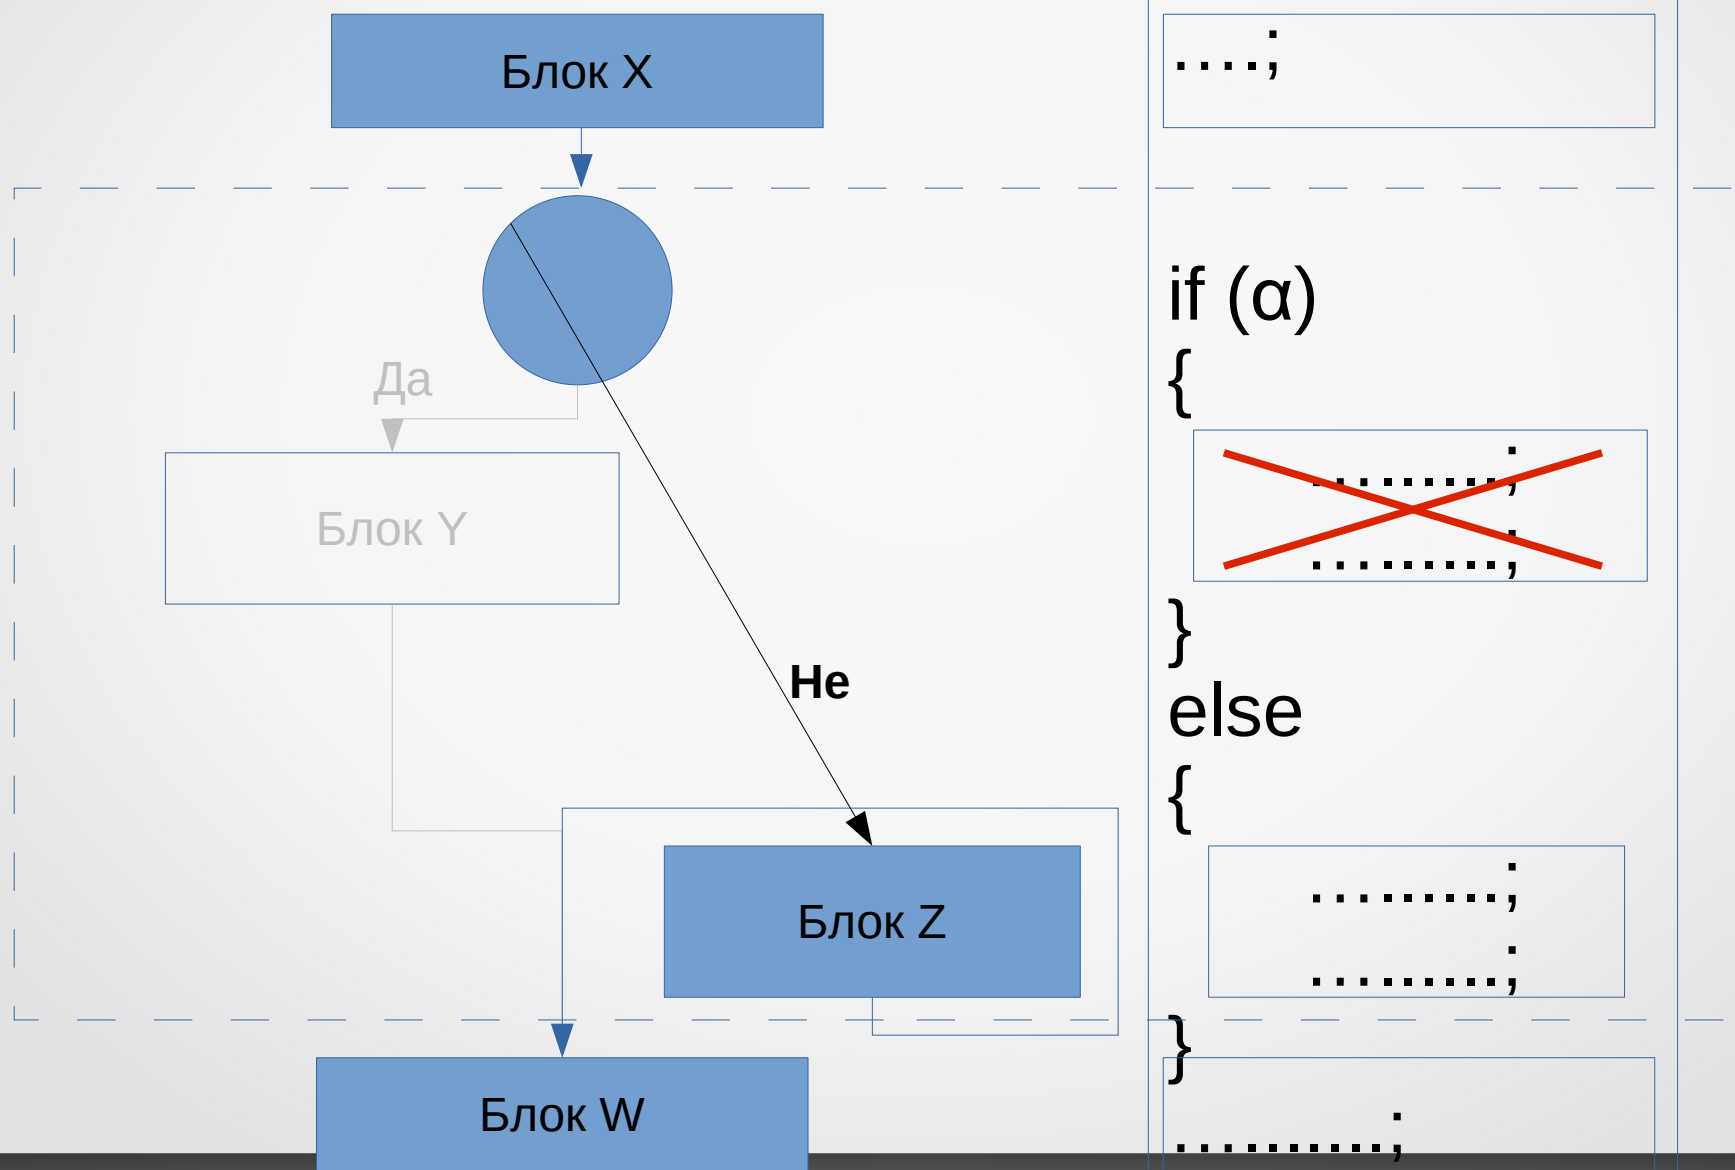 Блок X
Да
Блок Y
Не
Блок Z
Блок W
....;
if (α)
{
.........;
.........;
}
else
{
.........;
.........;
}
..........;